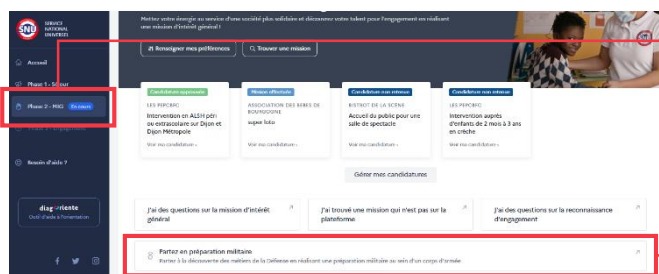 SNU
SERVICE
NATIONAL
UNIVERSEL
Accueil
Phase 1 - Séjour
Phase 2 - MIG En cours
Phase 3 - Engagement
Besoin d'aide ?
diagoriente
Outil d'aide à l'orientation
Mettez votre énergie au service d'une société plus solidaire et découvrez votre talent pour l'engagement en réalisant
une mission d'intérêt général !
Renseigner mes préférences
Trouver une mission
Candidature approuvée
LES PEPCBFC
Intervention en ALSH péri
ou extrascolaire sur Dijon et
Dijon Métropole
Voir ma candidature ›
Mission effectuée
ASSOCIATION DES BEBES DE
BOURGOGNE
super loto
Voir ma candidature ›
Candidature non retenue
BISTROT DE LA SCÈNE
Accueil du public pour une
salle de spectacle
Voir ma candidature ›
Candidature non retenue
LES PEPCBFC
Intervention auprès
d'enfants de 2 mois à 3 ans
en crèche
Voir ma candidature ›
Gérer mes candidatures
J'ai des questions sur la mission d'intérêt
général
J'ai trouvé une mission qui n'est pas sur la
plateforme
J'ai des questions sur la reconnaissance
d'engagement
Partez en préparation militaire
Partez à la découverte des métiers de la Défense en réalisant une préparation militaire au sein d'un corps d'armée.